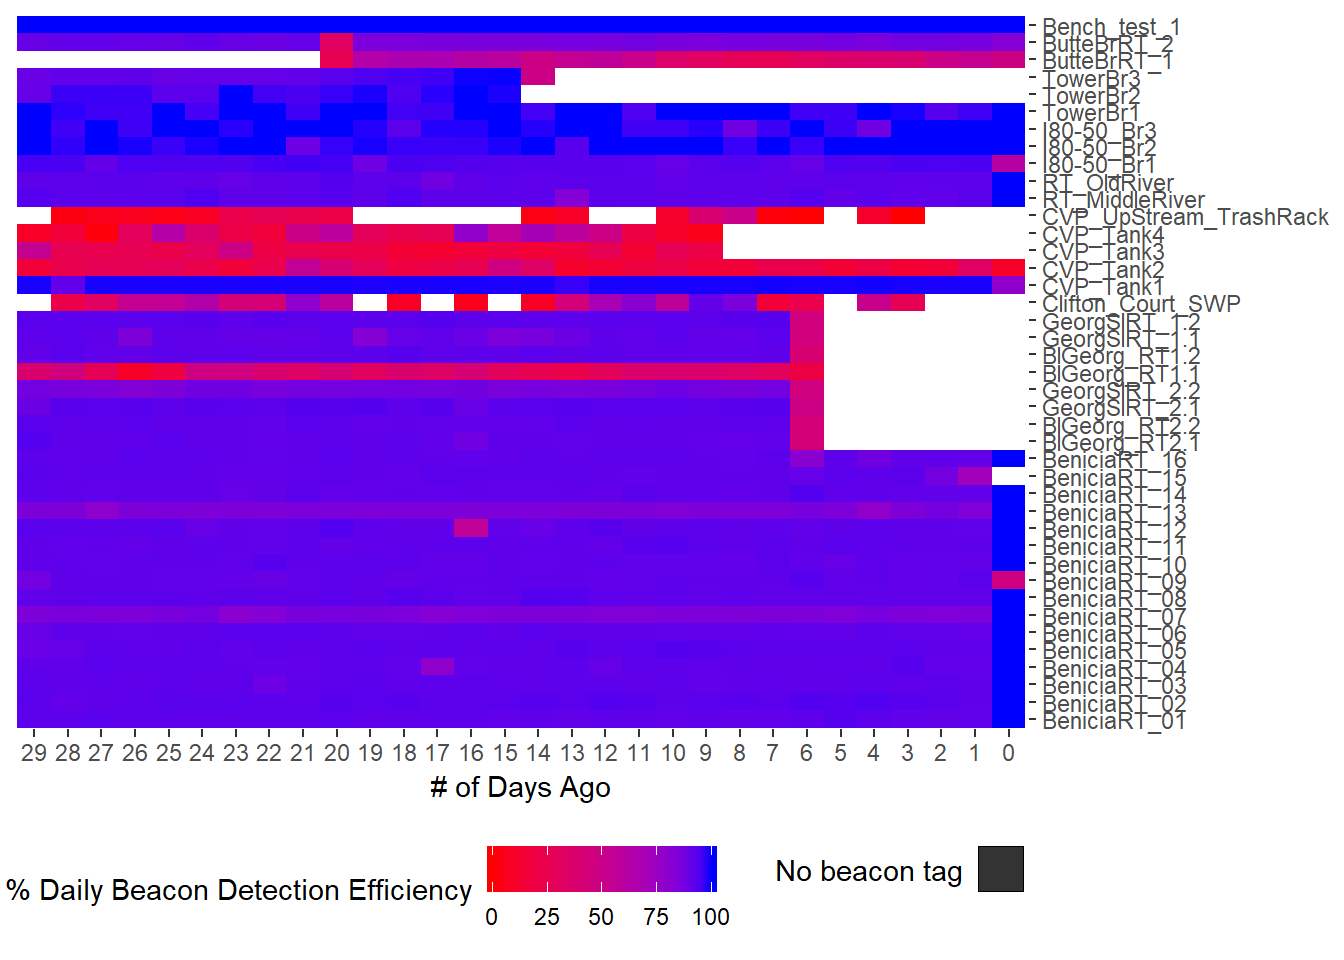 Bench_test_1
ButteBrRT_2
ButteBrRT_1
TowerBr3
TowerBr2
TowerBr1
I80-50_Br3
I80-50_Br2
I80-50_Br1
RT_OldRiver
RT_MiddleRiver
CVP_UpStream_TrashRack
CVP_Tank4
CVP_Tank3
CVP_Tank2
CVP_Tank1
Clifton_Court_SWP
GeorgSlRT_1.2
GeorgSlRT_1.1
BlGeorg_RT1.2
BlGeorg_RT1.1
GeorgSlRT_2.2
GeorgSlRT_2.1
BlGeorg_RT2.2
BlGeorg_RT2.1
BeniciaRT_16
BeniciaRT_15
BeniciaRT_14
BeniciaRT_13
BeniciaRT_12
BeniciaRT_11
BeniciaRT_10
BeniciaRT_09
BeniciaRT_08
BeniciaRT_07
BeniciaRT_06
BeniciaRT_05
BeniciaRT_04
BeniciaRT_03
BeniciaRT_02
BeniciaRT_01
29 28 27 26 25 24 23 22 21 20 19 18 17 16 15 14 13 12 11 10 9 8 7 6 5 4 3 2 1 0
# of Days Ago
% Daily Beacon Detection Efficiency
0 25 50 75 100
No beacon tag